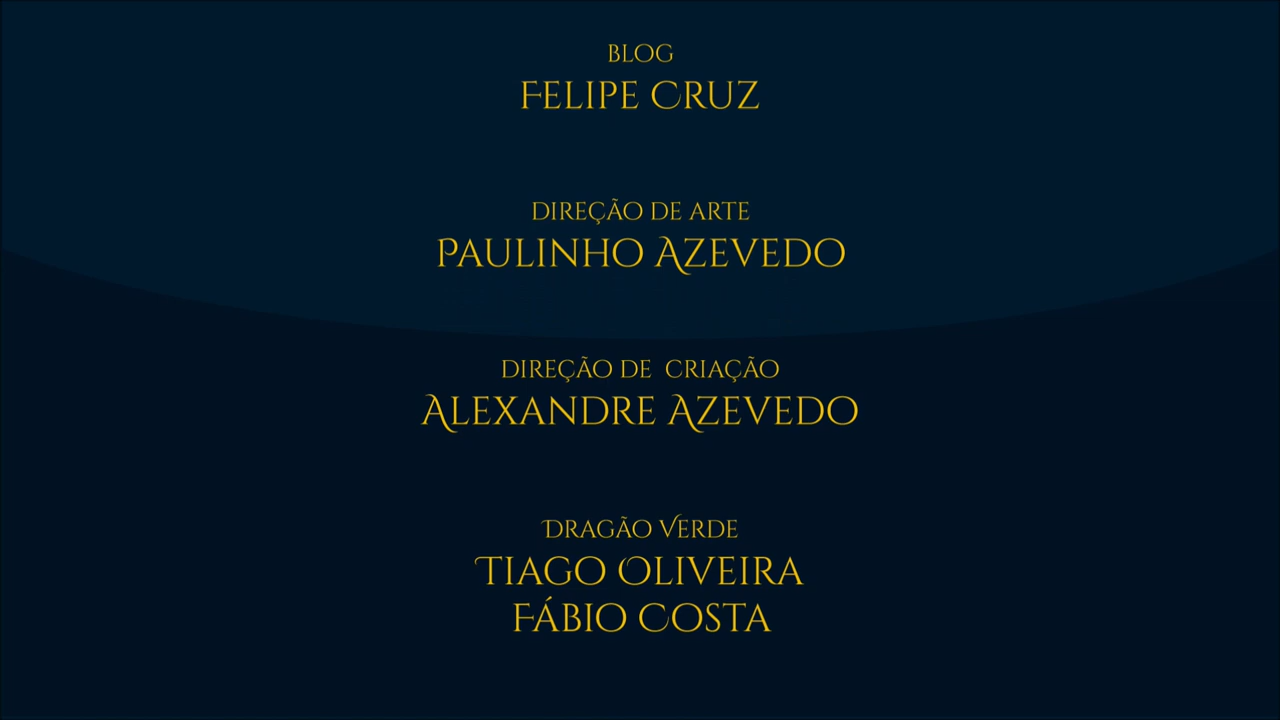 BLOG
FELIPE CRUZ
DIREÇÃO DE ARTE
PAULINHO AZEVEDO
DIREÇÃO DE CRIAÇÃO
ALEXANDRE AZEVEDO
DRAGÃO VERDE
TIAGO OLIVEIRA
FÁBIO COSTA